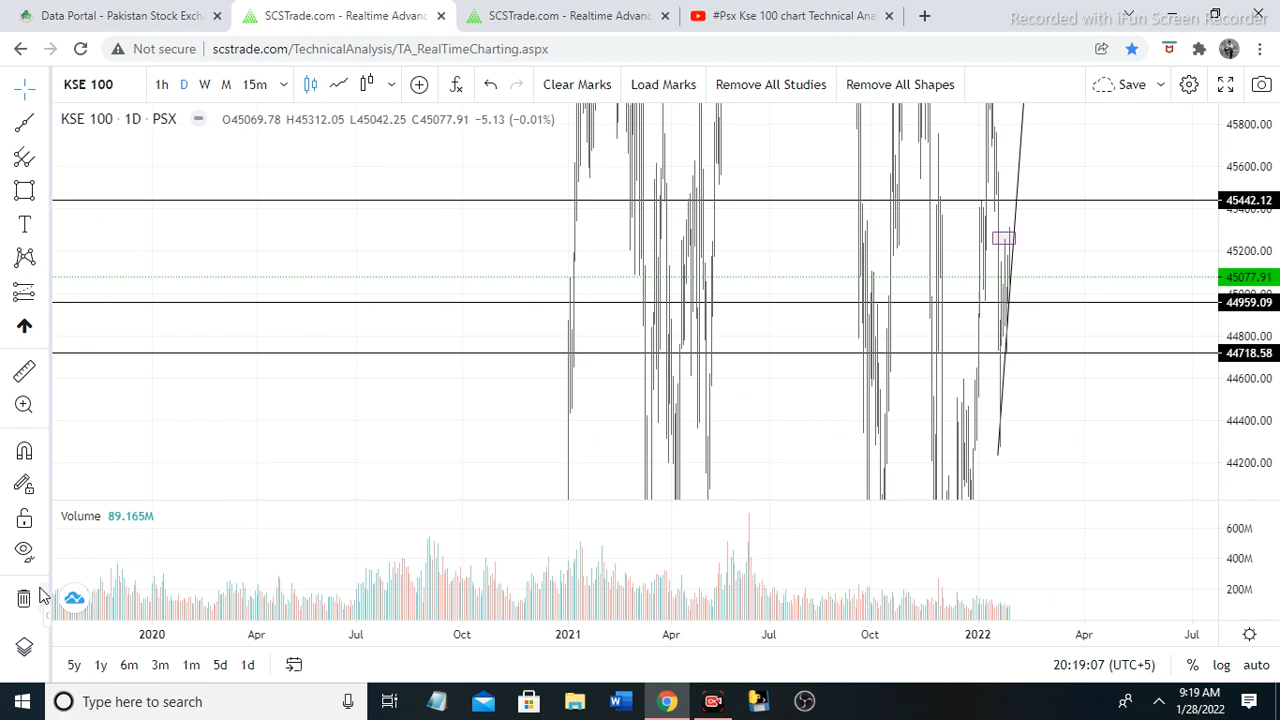 Data Portal - Pakistan Stock Exch
SCSTrade.com - Realtime Advanc
SCSTrade.com - Realtime Advanc
#Psx Kse 100 chart Technical Ana
Recorded with iFun Screen Recorder
Not secure
scstrade.com/TechnicalAnalysis/TA_RealTimeCharting.aspx
KSE 100
1h D W M 15m
Clear Marks
Load Marks
Remove All Studies
Remove All Shapes
Save
KSE 100 · 1D · PSX
O45069.78 H45312.05 L45042.25 C45077.91 −5.13 (−0.01%)
45800.00
45600.00
45442.12
45400.00
45200.00
45077.91
45000.00
44959.09
44800.00
44718.58
44600.00
44400.00
44200.00
Volume 89.165M
600M
400M
200M
2020 Apr Jul Oct 2021 Apr Jul Oct 2022 Apr Jul
5y 1y 6m 3m 1m 5d 1d
20:19:07 (UTC+5)
% log auto
Type here to search
9:19 AM
1/28/2022